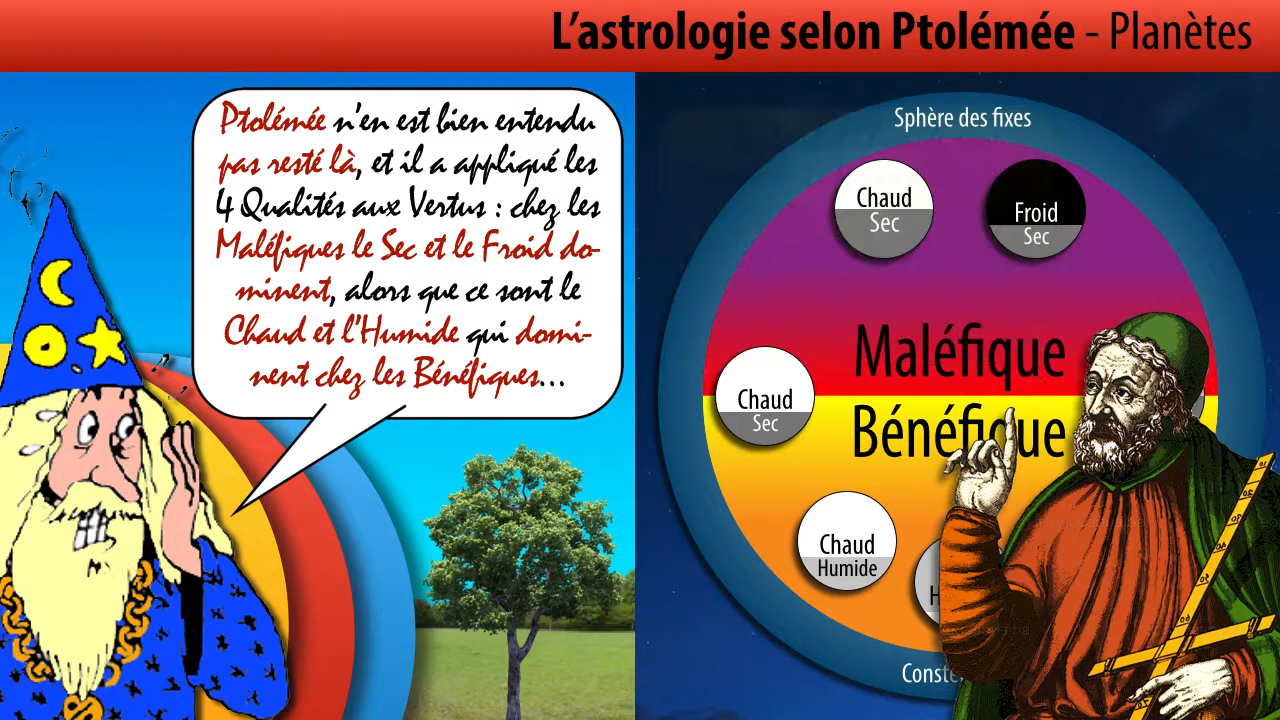 L'astrologie selon Ptolémée - Planètes
Ptolémée n'en est bien entendu
pas resté là, et il a appliqué les
4 Qualités aux Vertus : chez les
Maléfiques le Sec et le Froid do-
minent, alors que ce sont le
Chaud et l'Humide qui domi-
nent chez les Bénéfiques...
Sphère des fixes
Chaud
Sec
Froid
Sec
Maléfique
Chaud
Sec
Bénéfique
Chaud
Humide